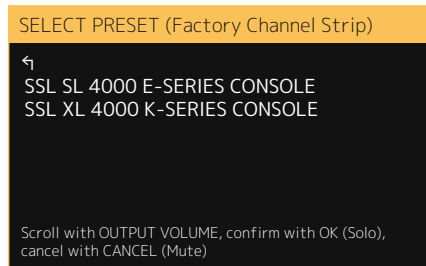 SELECT PRESET (Factory Channel Strip)
SSL SL 4000 E-SERIES CONSOLE
SSL XL 4000 K-SERIES CONSOLE
Scroll with OUTPUT VOLUME, confirm with OK (Solo),
cancel with CANCEL (Mute)